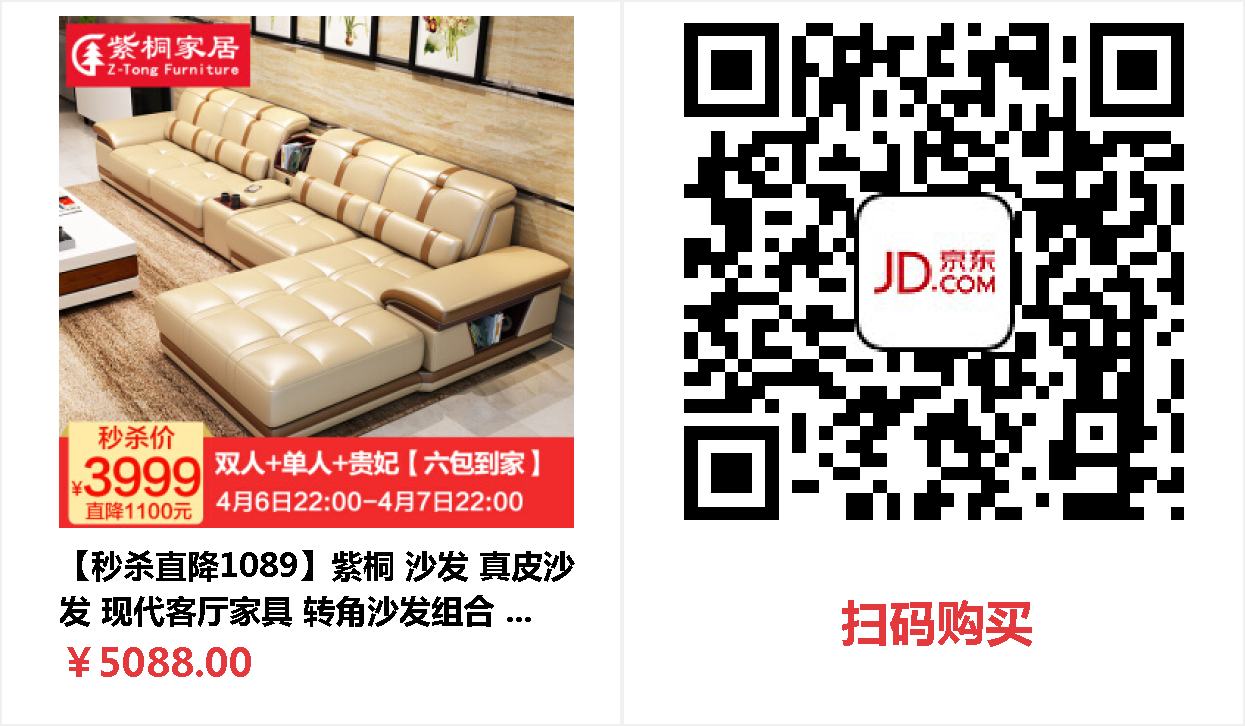 紫桐家居
Z-Tong Furniture
秒杀价
¥3999
直降1100元
双人+单人+贵妃【六包到家】
4月6日22:00-4月7日22:00
【秒杀直降1089】紫桐 沙发 真皮沙
发 现代客厅家具 转角沙发组合 ...
￥5088.00
JD.COM
京东
扫码购买